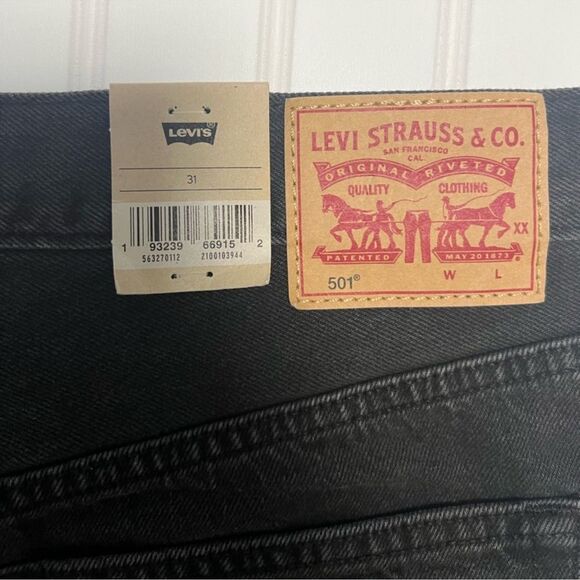 Levi's®
31
1 93239 66915 2
563270112 2100103944
LEVI STRAUSS & CO.
SAN FRANCISCO
CAL
ORIGINAL RIVETED
QUALITY CLOTHING
XX
PATENTED MAY 20 1873
501® W L